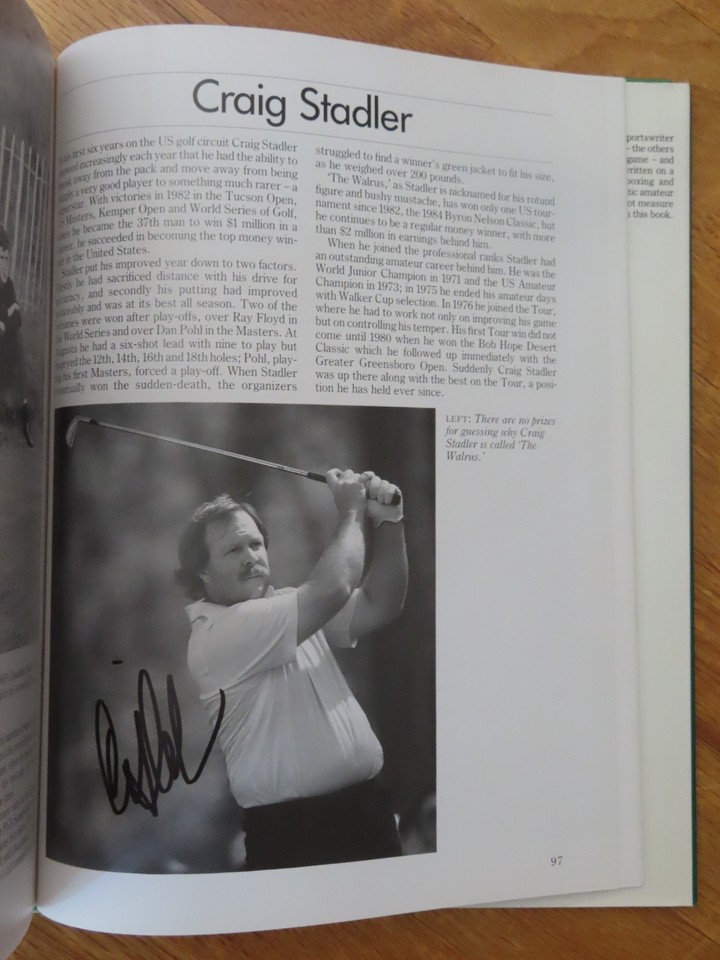 Craig Stadler
first six years on the US golf circuit Craig Stadler
increasingly each year that he had the ability to
away from the pack and move away from being
a very good player to something much rarer – a
With victories in 1982 in the Tucson Open,
Masters, Kemper Open and World Series of Golf,
he became the 37th man to win $1 million in a
he succeeded in becoming the top money win-
in the United States.
Stadler put his improved year down to two factors.
he had sacrificed distance with his drive for
and secondly his putting had improved
and was at its best all season. Two of the
were won after play-offs, over Ray Floyd in
World Series and over Dan Pohl in the Masters. At
he had a six-shot lead with nine to play but
the 12th, 14th, 16th and 18th holes; Pohl, play-
his first Masters, forced a play-off. When Stadler
won the sudden-death, the organizers
struggled to find a winner's green jacket to fit his size,
as he weighed over 200 pounds.
'The Walrus,' as Stadler is nicknamed for his rotund
figure and bushy mustache, has won only one US tour-
nament since 1982, the 1984 Byron Nelson Classic, but
he continues to be a regular money winner, with more
than $2 million in earnings behind him.
When he joined the professional ranks Stadler had
an outstanding amateur career behind him. He was the
World Junior Champion in 1971 and the US Amateur
Champion in 1973; in 1975 he ended his amateur days
with Walker Cup selection. In 1976 he joined the Tour,
where he had to work not only on improving his game
but on controlling his temper. His first Tour win did not
come until 1980 when he won the Bob Hope Desert
Classic which he followed up immediately with the
Greater Greensboro Open. Suddenly Craig Stadler
was up there along with the best on the Tour, a posi-
tion he has held ever since.
LEFT: There are no prizes
for guessing why Craig
Stadler is called 'The
Walrus.'
97
portswriter
– the others
game – and
written on a
boxing and
tic amateur
ot measure
this book.